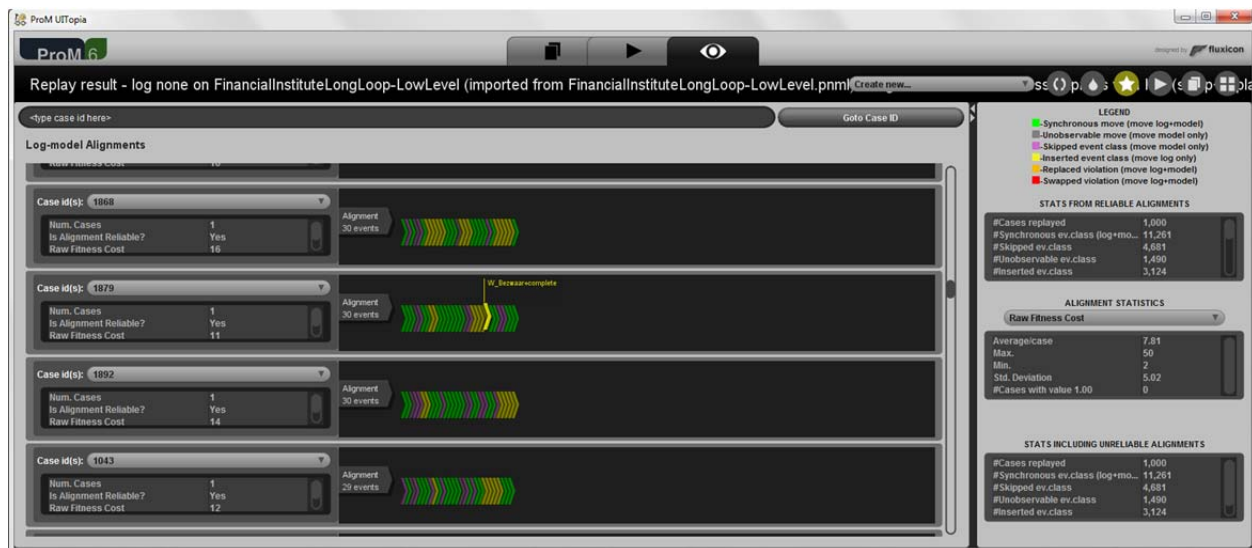 ProM UITopia
ProM 6
designed by fluxicon
Replay result - log none on FinancialInstituteLongLoop-LowLevel (imported from FinancialInstituteLongLoop-LowLevel.pnml
Create new...
<type case id here>
Goto Case ID
Log-model Alignments
Raw Fitness Cost
Case id(s): 1868
Num. Cases 1
Is Alignment Reliable? Yes
Raw Fitness Cost 16
Alignment
30 events
Case id(s): 1879
Num. Cases 1
Is Alignment Reliable? Yes
Raw Fitness Cost 11
Alignment
30 events
W_Bezwaar+complete
Case id(s): 1892
Num. Cases 1
Is Alignment Reliable? Yes
Raw Fitness Cost 14
Alignment
30 events
Case id(s): 1043
Num. Cases 1
Is Alignment Reliable? Yes
Raw Fitness Cost 12
Alignment
29 events
LEGEND
-Synchronous move (move log+model)
-Unobservable move (move model only)
-Skipped event class (move model only)
-Inserted event class (move log only)
-Replaced violation (move log+model)
-Swapped violation (move log+model)
STATS FROM RELIABLE ALIGNMENTS
#Cases replayed 1,000
#Synchronous ev.class (log+mo... 11,261
#Skipped ev.class 4,681
#Unobservable ev.class 1,490
#Inserted ev.class 3,124
ALIGNMENT STATISTICS
Raw Fitness Cost
Average/case 7.81
Max. 50
Min. 2
Std. Deviation 5.02
#Cases with value 1.00 0
STATS INCLUDING UNRELIABLE ALIGNMENTS
#Cases replayed 1,000
#Synchronous ev.class (log+mo... 11,261
#Skipped ev.class 4,681
#Unobservable ev.class 1,490
#Inserted ev.class 3,124